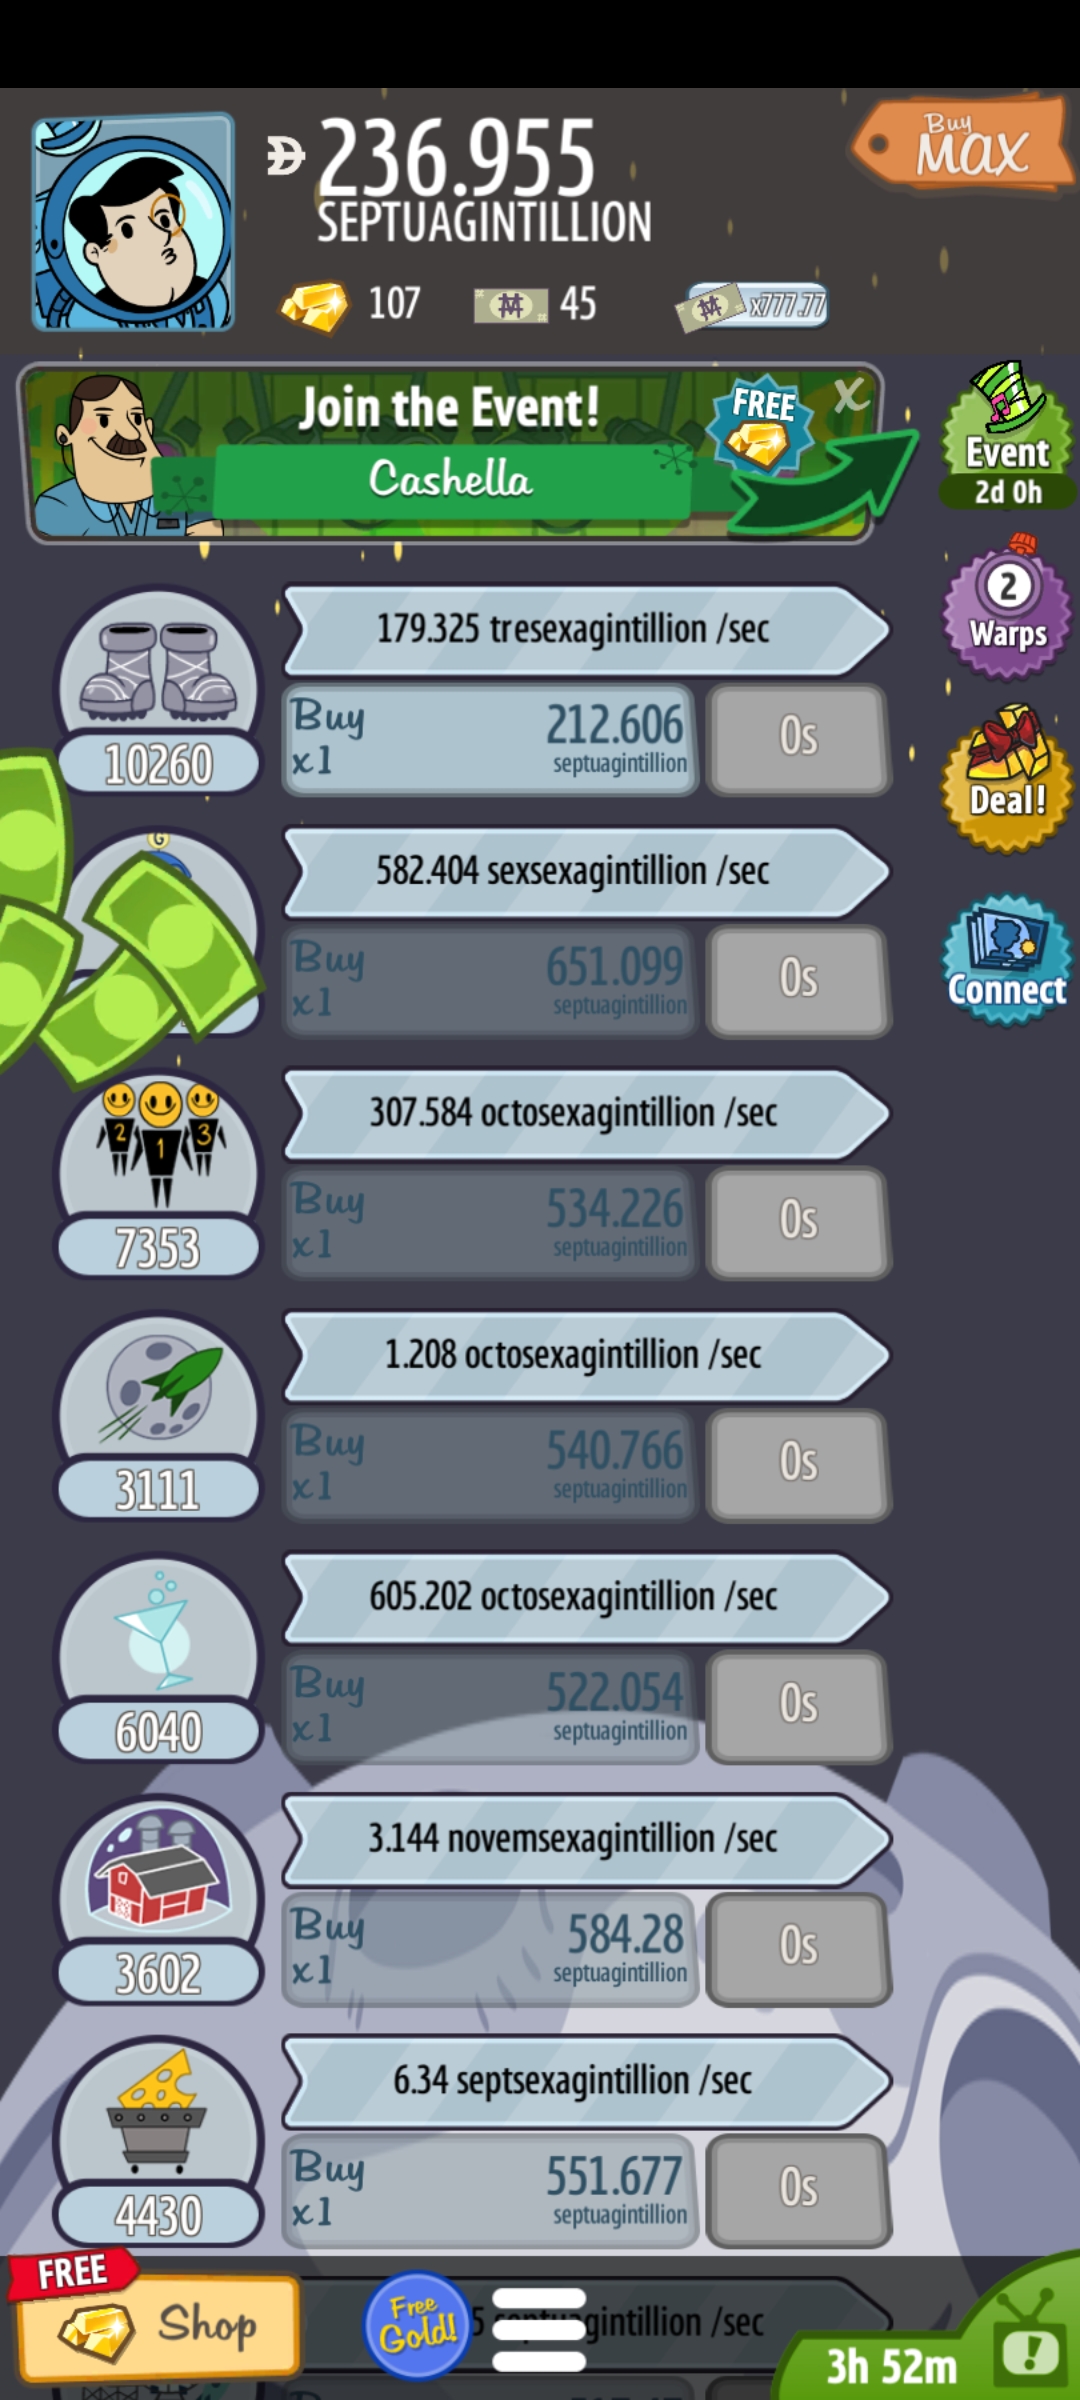 236.955
SEPTUAGINTILLION
Buy
MAX
107
45
x777.77
Join the Event!
Cashella
FREE
X
Event
2d 0h
2
Warps
Deal!
Connect
179.325 tresexagintillion /sec
Buy
x1
212.606
septuagintillion
0s
10260
G
582.404 sexsexagintillion /sec
Buy
x1
651.099
septuagintillion
0s
2 1 3
307.584 octosexagintillion /sec
Buy
x1
534.226
septuagintillion
0s
7353
1.208 octosexagintillion /sec
Buy
x1
540.766
septuagintillion
0s
3111
605.202 octosexagintillion /sec
Buy
x1
522.054
septuagintillion
0s
6040
3.144 novemsexagintillion /sec
Buy
x1
584.28
septuagintillion
0s
3602
6.34 septsexagintillion /sec
Buy
x1
551.677
septuagintillion
0s
4430
FREE
Shop
Free
Gold!
/sec
3h 52m
!